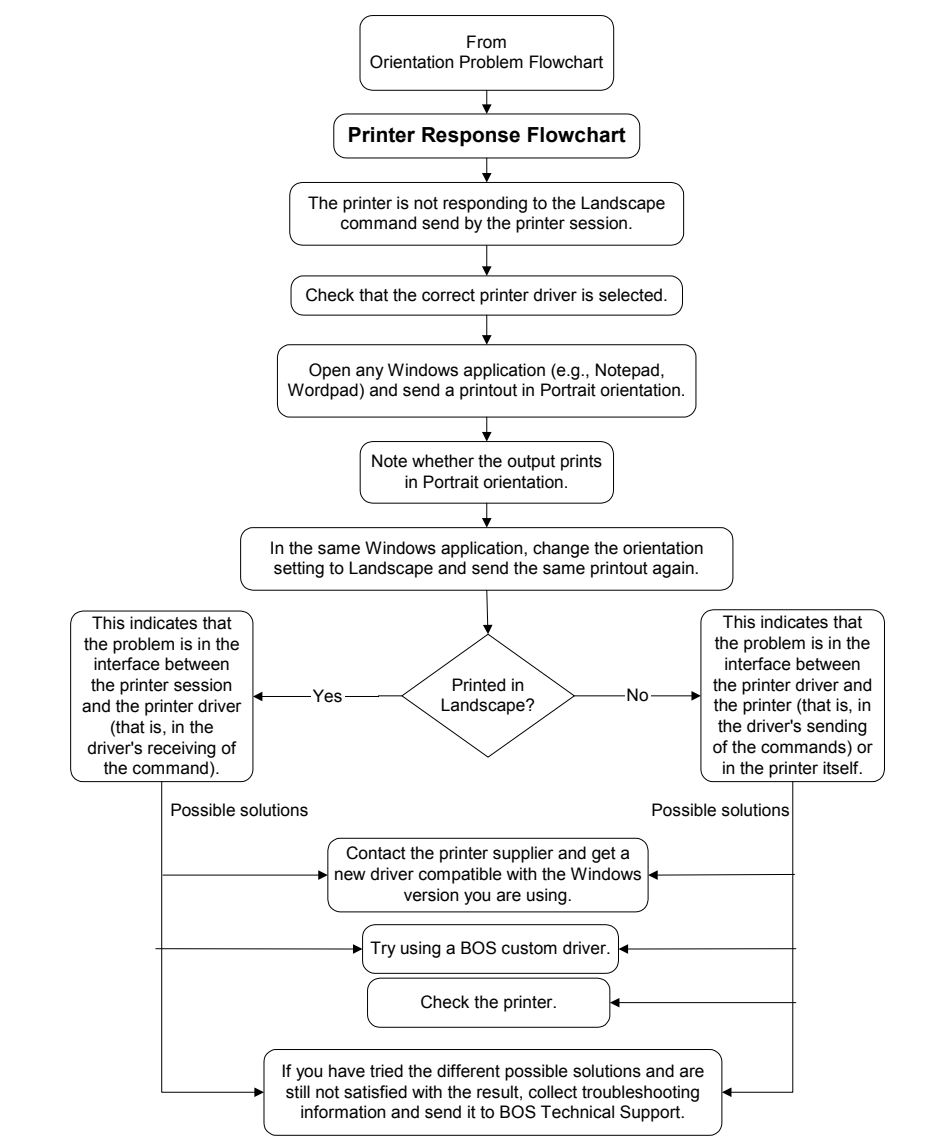 From
Orientation Problem Flowchart
Printer Response Flowchart
The printer is not responding to the Landscape
command send by the printer session.
Check that the correct printer driver is selected.
Open any Windows application (e.g., Notepad,
Wordpad) and send a printout in Portrait orientation.
Note whether the output prints
in Portrait orientation.
In the same Windows application, change the orientation
setting to Landscape and send the same printout again.
Printed in
Landscape?
Yes
No
This indicates that
the problem is in the
interface between
the printer session
and the printer driver
(that is, in the
driver's receiving of
the command).
This indicates that
the problem is in the
interface between
the printer driver and
the printer (that is, in
the driver's sending
of the commands) or
in the printer itself.
Possible solutions
Possible solutions
Contact the printer supplier and get a
new driver compatible with the Windows
version you are using.
Try using a BOS custom driver.
Check the printer.
If you have tried the different possible solutions and are
still not satisfied with the result, collect troubleshooting
information and send it to BOS Technical Support.